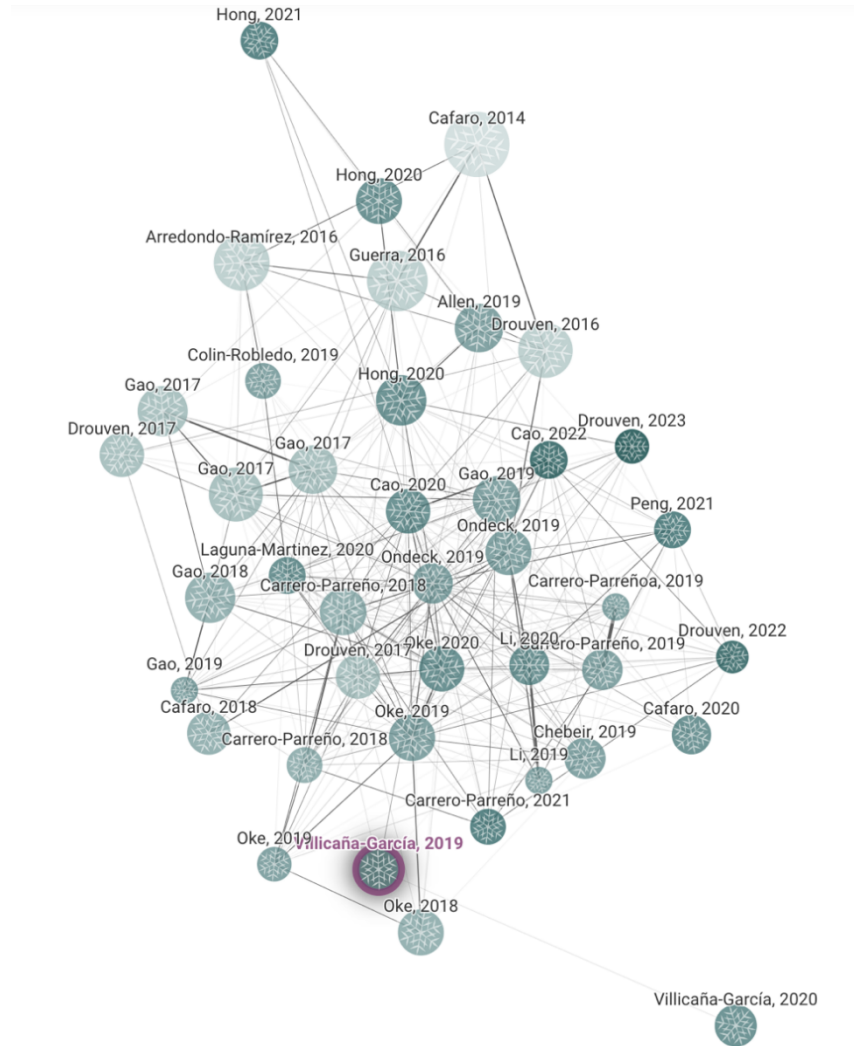 Hong, 2021
Cafaro, 2014
Hong, 2020
Arredondo-Ramírez, 2016
Guerra, 2016
Allen, 2019
Drouven, 2016
Colin-Robledo, 2019
Hong, 2020
Gao, 2017
Drouven, 2017
Drouven, 2023
Cao, 2022
Gao, 2017
Gao, 2017
Gao, 2019
Cao, 2020
Peng, 2021
Ondeck, 2019
Laguna-Martinez, 2020
Ondeck, 2019
Gao, 2018
Carrero-Parreño, 2018
Carrero-Parreñoa, 2019
Drouven, 2022
Li, 2020
Oke, 2020
Carrero-Parreño, 2019
Drouven, 2017
Gao, 2019
Cafaro, 2018
Oke, 2019
Cafaro, 2020
Chebeir, 2019
Carrero-Parreño, 2018
Li, 2019
Carrero-Parreño, 2021
Oke, 2019
Villicaña-García, 2019
Oke, 2018
Villicaña-García, 2020